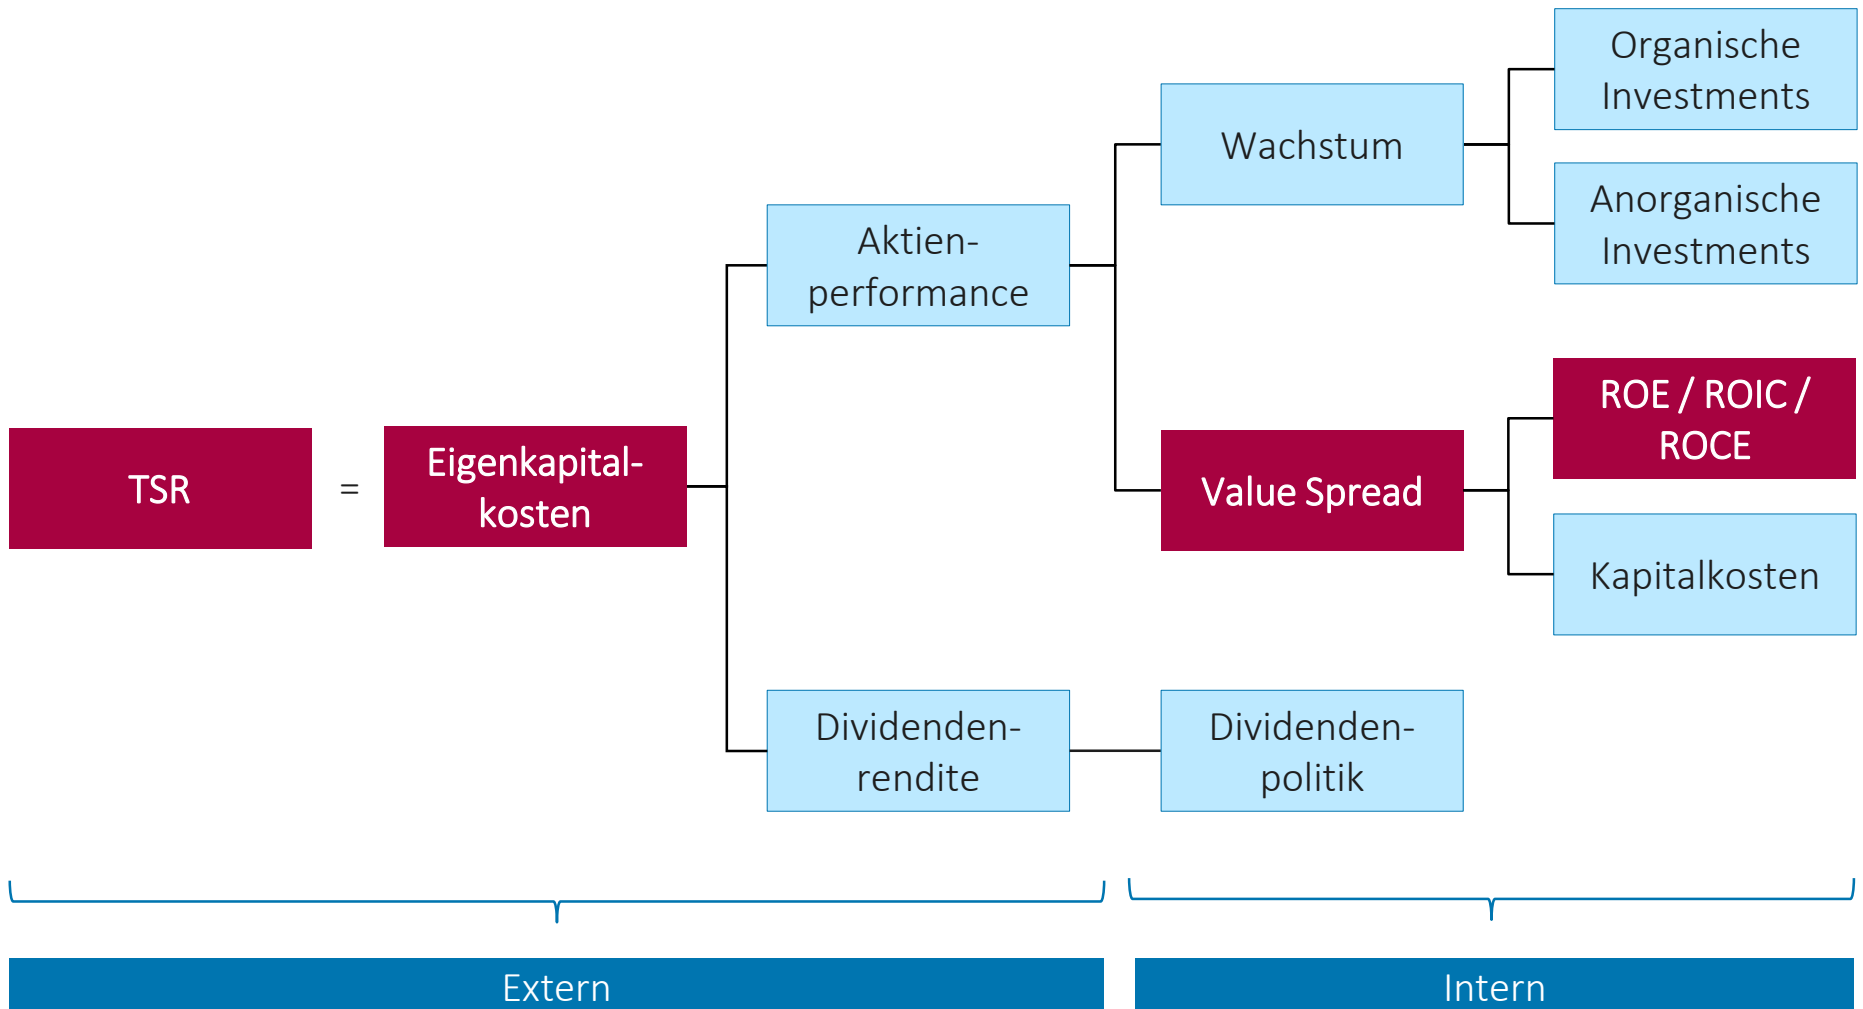 Organische
Investments
Wachstum
Anorganische
Investments
Aktien-
performance
ROE / ROIC /
ROCE
TSR
=
Eigenkapital-
kosten
Value Spread
Kapitalkosten
Dividenden-
rendite
Dividenden-
politik
Extern
Intern